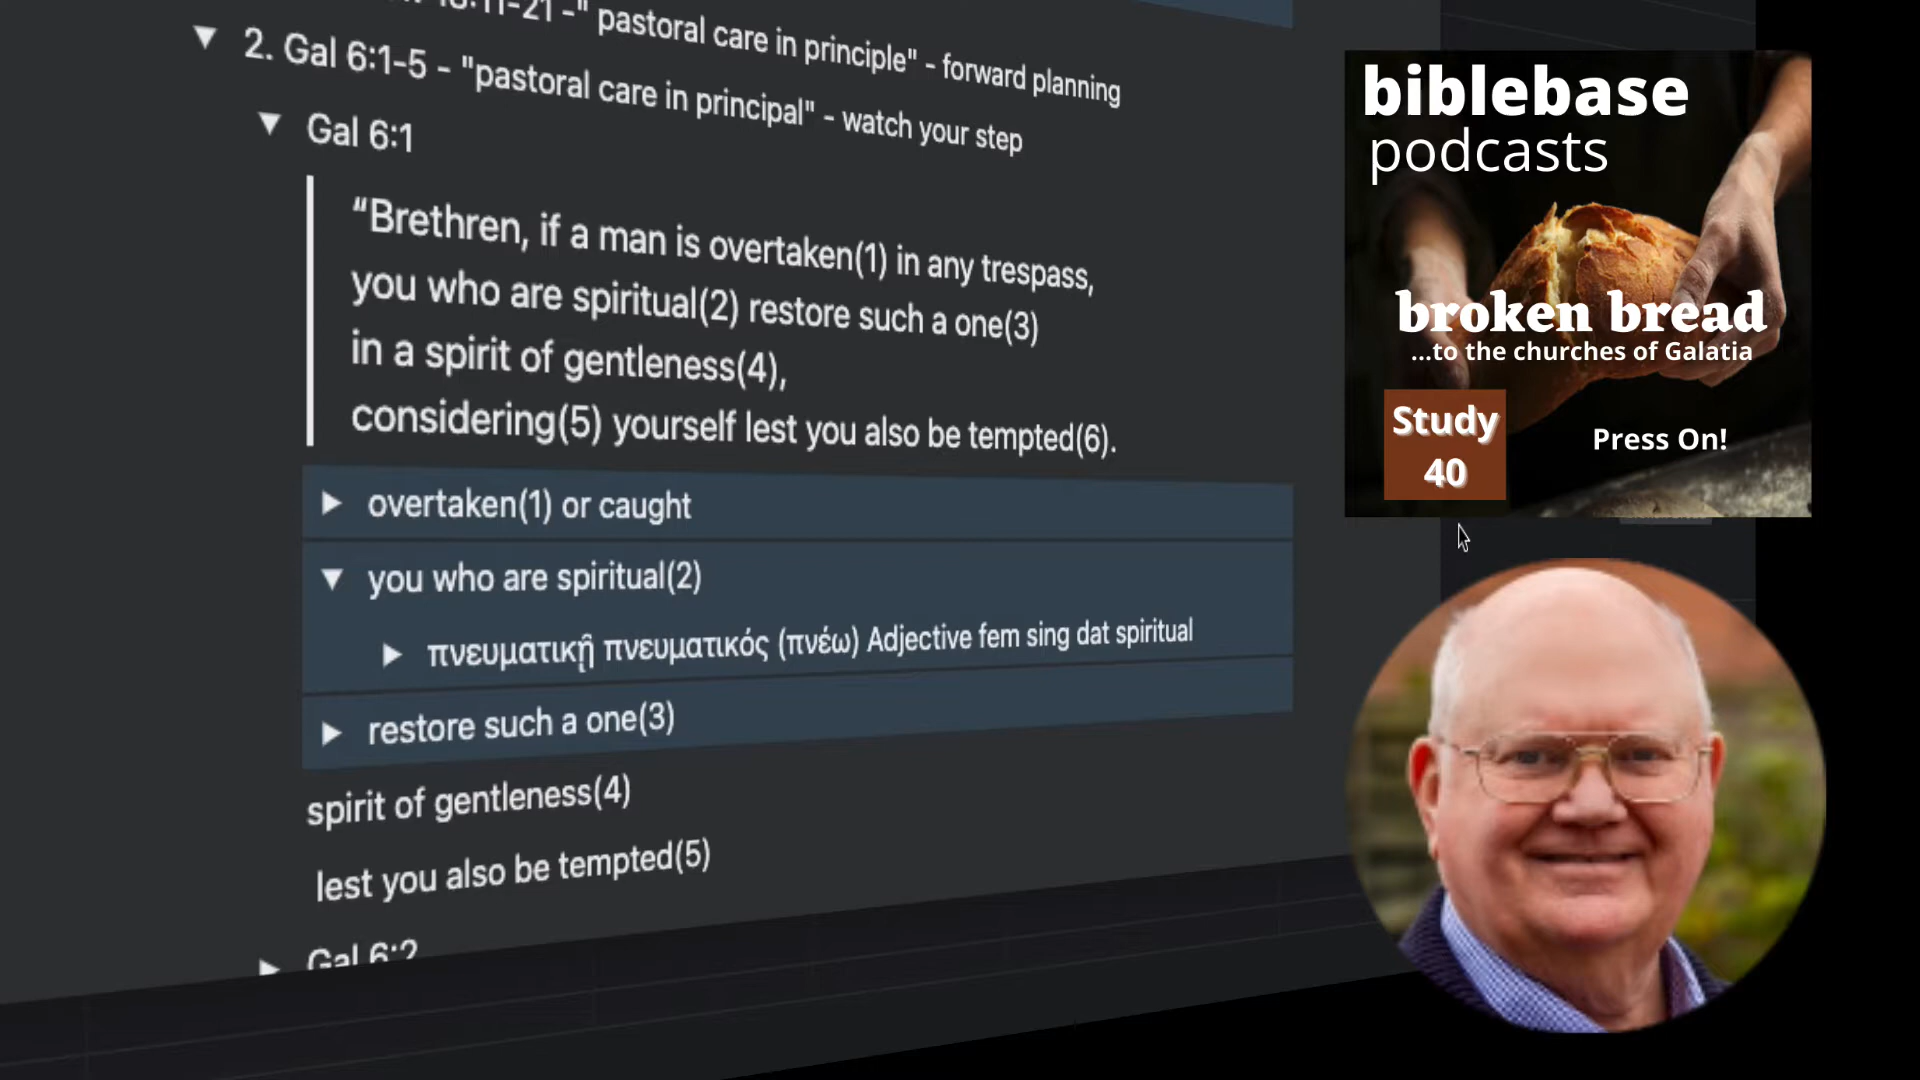 13:11-21 -" pastoral care in principle" - forward planning
2. Gal 6:1-5 - "pastoral care in principal" - watch your step
Gal 6:1
“Brethren, if a man is overtaken(1) in any trespass,
you who are spiritual(2) restore such a one(3)
in a spirit of gentleness(4),
considering(5) yourself lest you also be tempted(6).
overtaken(1) or caught
you who are spiritual(2)
πνευματικῇ πνευματικός (πνέω) Adjective fem sing dat spiritual
restore such a one(3)
spirit of gentleness(4)
lest you also be tempted(5)
Gal 6:2
biblebase
podcasts
broken bread
...to the churches of Galatia
Study
40
Press On!